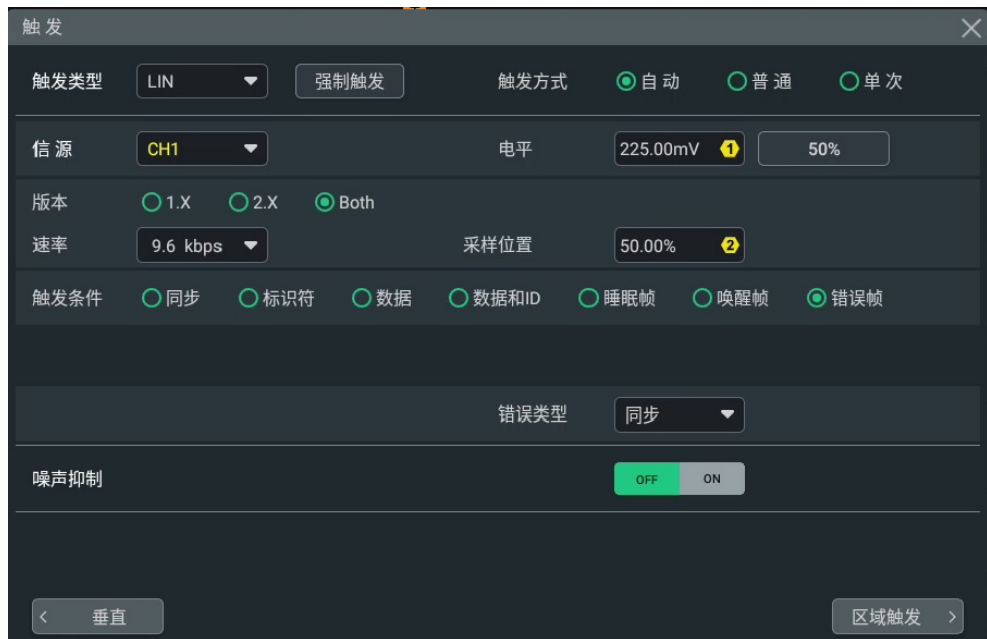 触发
触发类型 LIN 强制触发 触发方式 自动 普通 单次
信源 CH1 电平 225.00mV 1 50%
版本 1.X 2.X Both
速率 9.6 kbps 采样位置 50.00% 2
触发条件 同步 标识符 数据 数据和ID 睡眠帧 唤醒帧 错误帧
错误类型 同步
噪声抑制 OFF ON
垂直 区域触发